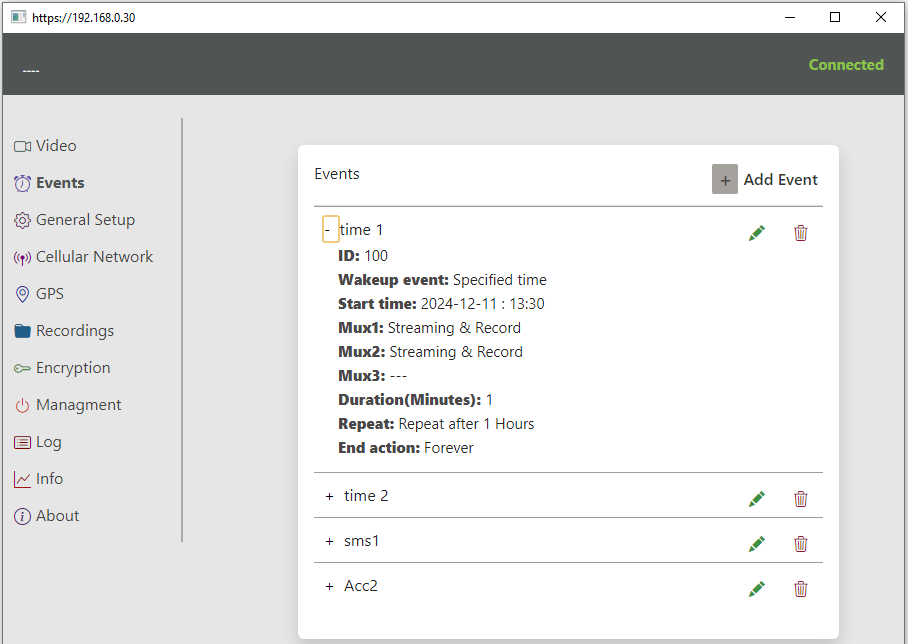 https://192.168.0.30
----
Connected
Video
Events
General Setup
Cellular Network
GPS
Recordings
Encryption
Managment
Log
Info
About
Events
+ Add Event
- time 1
ID: 100
Wakeup event: Specified time
Start time: 2024-12-11 : 13:30
Mux1: Streaming & Record
Mux2: Streaming & Record
Mux3: ---
Duration(Minutes): 1
Repeat: Repeat after 1 Hours
End action: Forever
+ time 2
+ sms1
+ Acc2